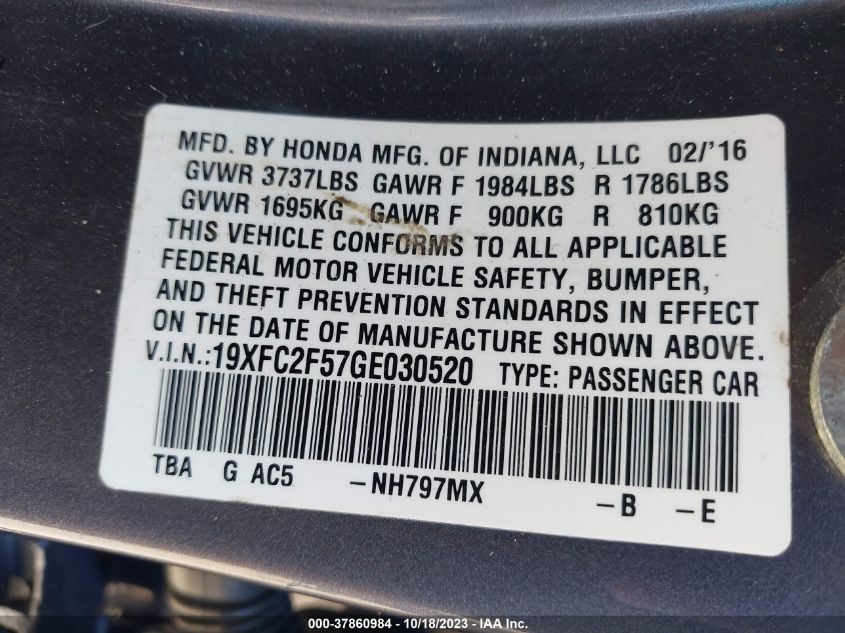 MFD. BY HONDA MFG. OF INDIANA, LLC 02/'16
GVWR 3737LBS GAWR F 1984LBS R 1786LBS
GVWR 1695KG GAWR F 900KG R 810KG
THIS VEHICLE CONFORMS TO ALL APPLICABLE
FEDERAL MOTOR VEHICLE SAFETY, BUMPER,
AND THEFT PREVENTION STANDARDS IN EFFECT
ON THE DATE OF MANUFACTURE SHOWN ABOVE.
V.I.N.:19XFC2F57GE030520 TYPE: PASSENGER CAR
TBA G AC5 -NH797MX -B -E
000-37860984 - 10/18/2023 - IAA Inc.